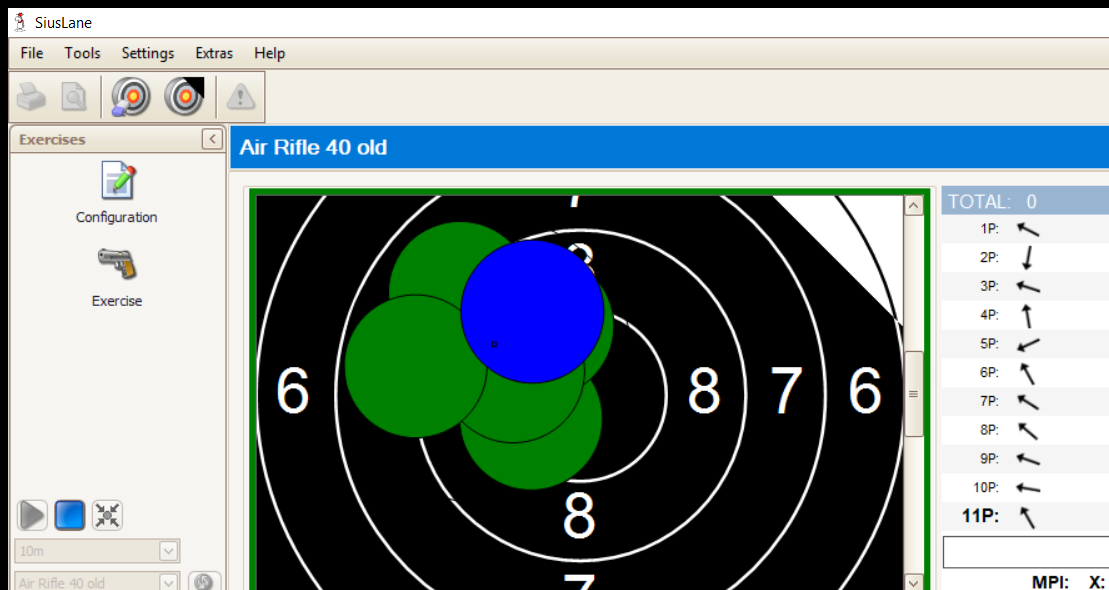 SiusLane
File Tools Settings Extras Help
Exercises
Air Rifle 40 old
Configuration
Exercise
10m
Air Rifle 40 old
7
8
6 8 7 6
8
7
TOTAL: 0
1P:
2P:
3P:
4P:
5P:
6P:
7P:
8P:
9P:
10P:
11P:
MPI: X: